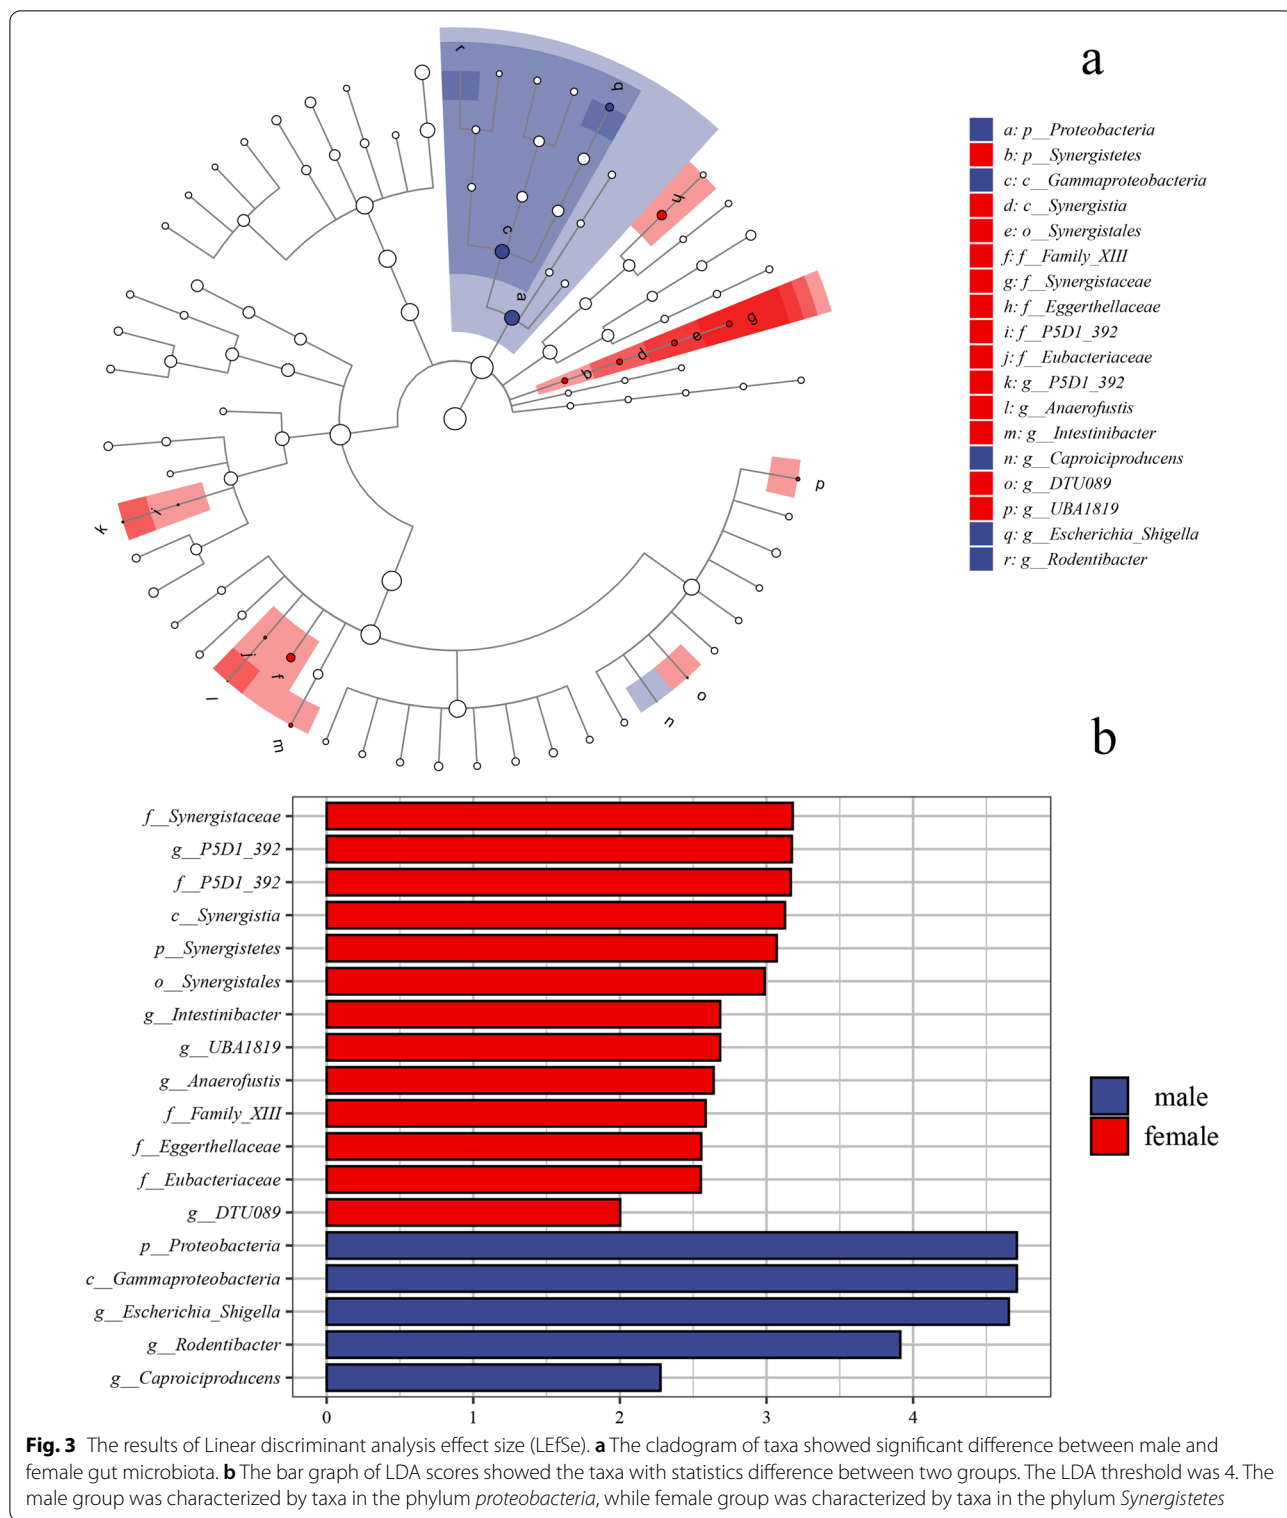 a
a: p__Proteobacteria
b: p__Synergistetes
c: c__Gammaproteobacteria
d: c__Synergistia
e: o__Synergistales
f: f__Family_XIII
g: f__Synergistaceae
h: f__Eggerthellaceae
i: f__P5D1_392
j: f__Eubacteriaceae
k: g__P5D1_392
l: g__Anaerofustis
m: g__Intestinibacter
n: g__Caproiciproducens
o: g__DTU089
p: g__UBA1819
q: g__Escherichia_Shigella
r: g__Rodentibacter
r
q
c
a
h
g
e
d
b
p
o
n
m
f
j
l
i
k
b
f__Synergistaceae
g__P5D1_392
f__P5D1_392
c__Synergistia
p__Synergistetes
o__Synergistales
g__Intestinibacter
g__UBA1819
g__Anaerofustis
f__Family_XIII
f__Eggerthellaceae
f__Eubacteriaceae
g__DTU089
p__Proteobacteria
c__Gammaproteobacteria
g__Escherichia_Shigella
g__Rodentibacter
g__Caproiciproducens
0 1 2 3 4
male
female
Fig. 3 The results of Linear discriminant analysis effect size (LEfSe). a The cladogram of taxa showed significant difference between male and
female gut microbiota. b The bar graph of LDA scores showed the taxa with statistics difference between two groups. The LDA threshold was 4. The
male group was characterized by taxa in the phylum proteobacteria, while female group was characterized by taxa in the phylum Synergistetes